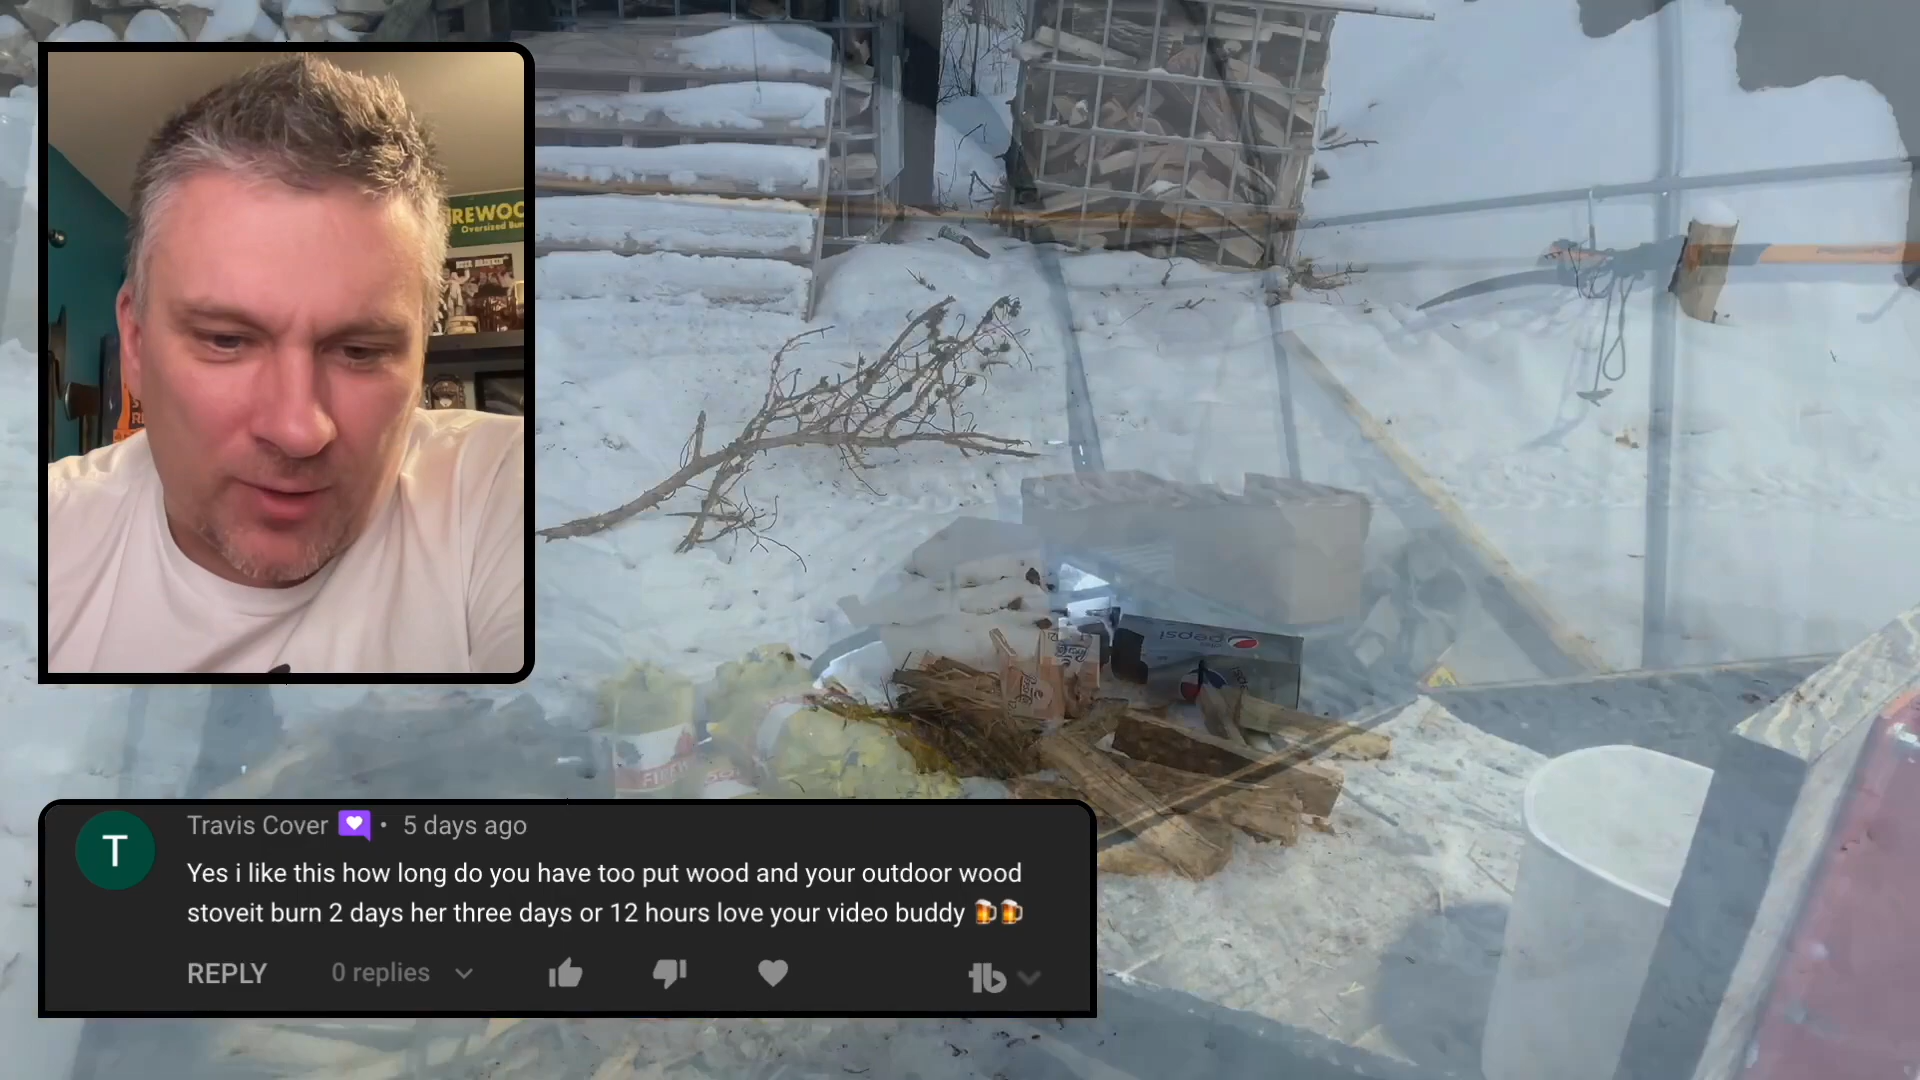 REWOO
Oversized Bun
Travis Cover • 5 days ago
Yes i like this how long do you have too put wood and your outdoor wood
stoveit burn 2 days her three days or 12 hours love your video buddy 🍺🍺
REPLY
0 replies
pepsi